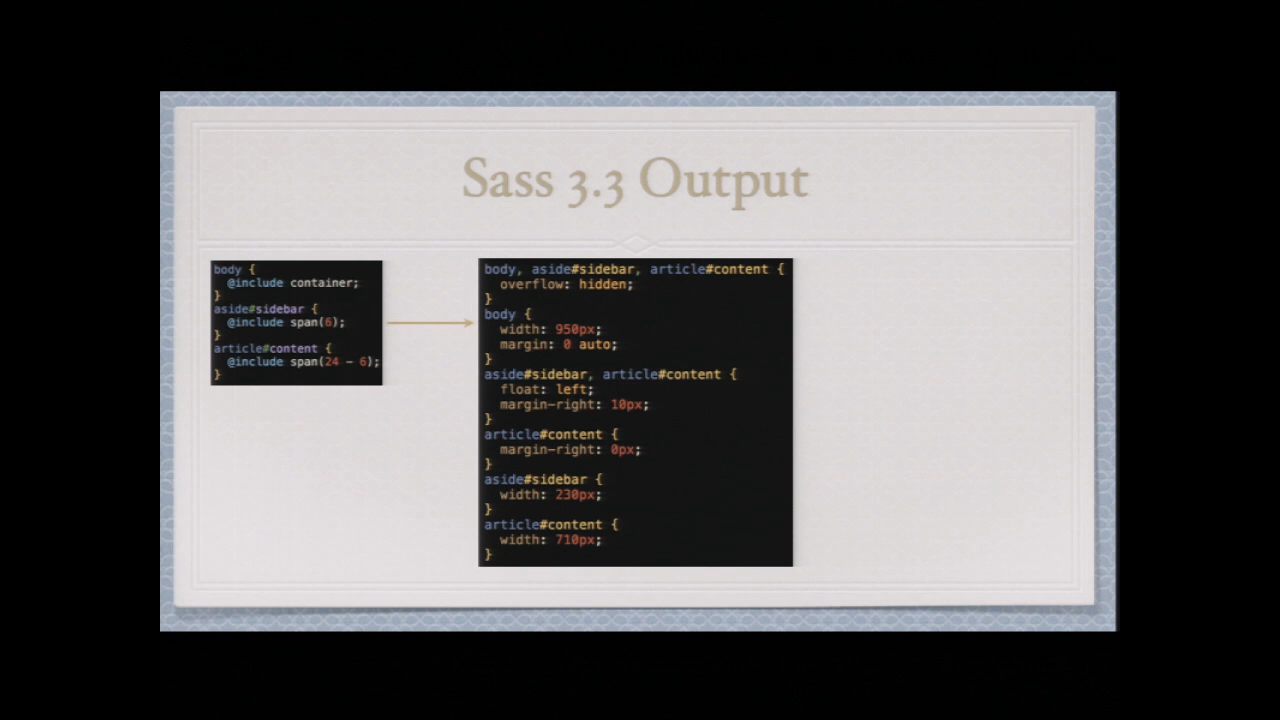 Sass 3.3 Output
body {
  @include container;
}
aside#sidebar {
  @include span(6);
}
article#content {
  @include span(24 - 6);
}
body, aside#sidebar, article#content {
  overflow: hidden;
}
body {
  width: 950px;
  margin: 0 auto;
}
aside#sidebar, article#content {
  float: left;
  margin-right: 10px;
}
article#content {
  margin-right: 0px;
}
aside#sidebar {
  width: 230px;
}
article#content {
  width: 710px;
}